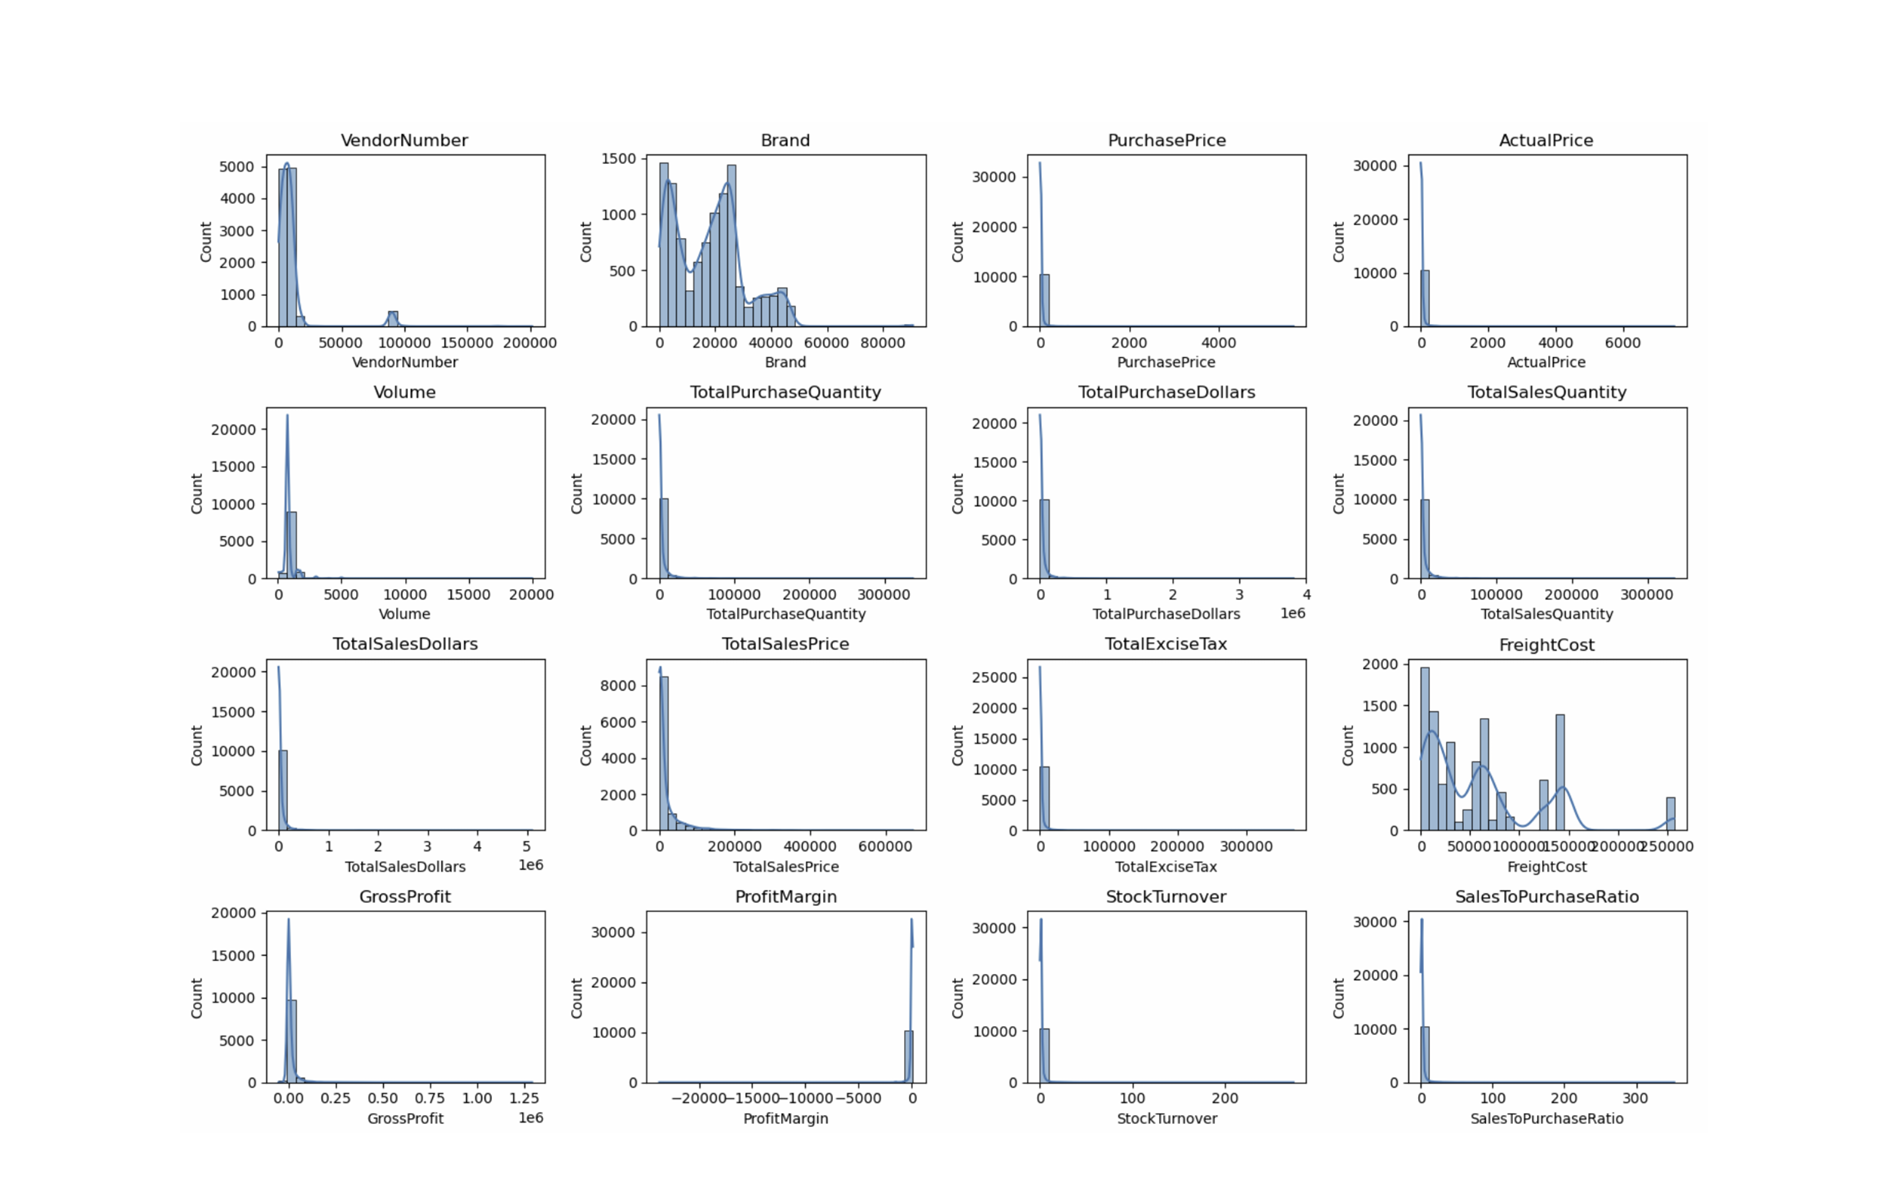 VendorNumber
Brand
PurchasePrice
ActualPrice
5000
4000
3000
2000
1000
0
Count
0 50000 100000 150000 200000
VendorNumber
1500
1000
500
0
Count
0 20000 40000 60000 80000
Brand
30000
20000
10000
0
Count
0 2000 4000
PurchasePrice
30000
20000
10000
0
Count
0 2000 4000 6000
ActualPrice
Volume
TotalPurchaseQuantity
TotalPurchaseDollars
TotalSalesQuantity
20000
15000
10000
5000
0
Count
0 5000 10000 15000 20000
Volume
20000
15000
10000
5000
0
Count
0 100000 200000 300000
TotalPurchaseQuantity
20000
15000
10000
5000
0
Count
0 1 2 3 4
TotalPurchaseDollars 1e6
20000
15000
10000
5000
0
Count
0 100000 200000 300000
TotalSalesQuantity
TotalSalesDollars
TotalSalesPrice
TotalExciseTax
FreightCost
20000
15000
10000
5000
0
Count
0 1 2 3 4 5
TotalSalesDollars 1e6
8000
6000
4000
2000
0
Count
0 200000 400000 600000
TotalSalesPrice
25000
20000
15000
10000
5000
0
Count
0 100000 200000 300000
TotalExciseTax
2000
1500
1000
500
0
Count
0 50000 100000 150000 200000 250000
FreightCost
GrossProfit
ProfitMargin
StockTurnover
SalesToPurchaseRatio
20000
15000
10000
5000
0
Count
0.00 0.25 0.50 0.75 1.00 1.25
GrossProfit 1e6
30000
20000
10000
0
Count
−20000 −15000 −10000 −5000 0
ProfitMargin
30000
20000
10000
0
Count
0 100 200
StockTurnover
30000
20000
10000
0
Count
0 100 200 300
SalesToPurchaseRatio